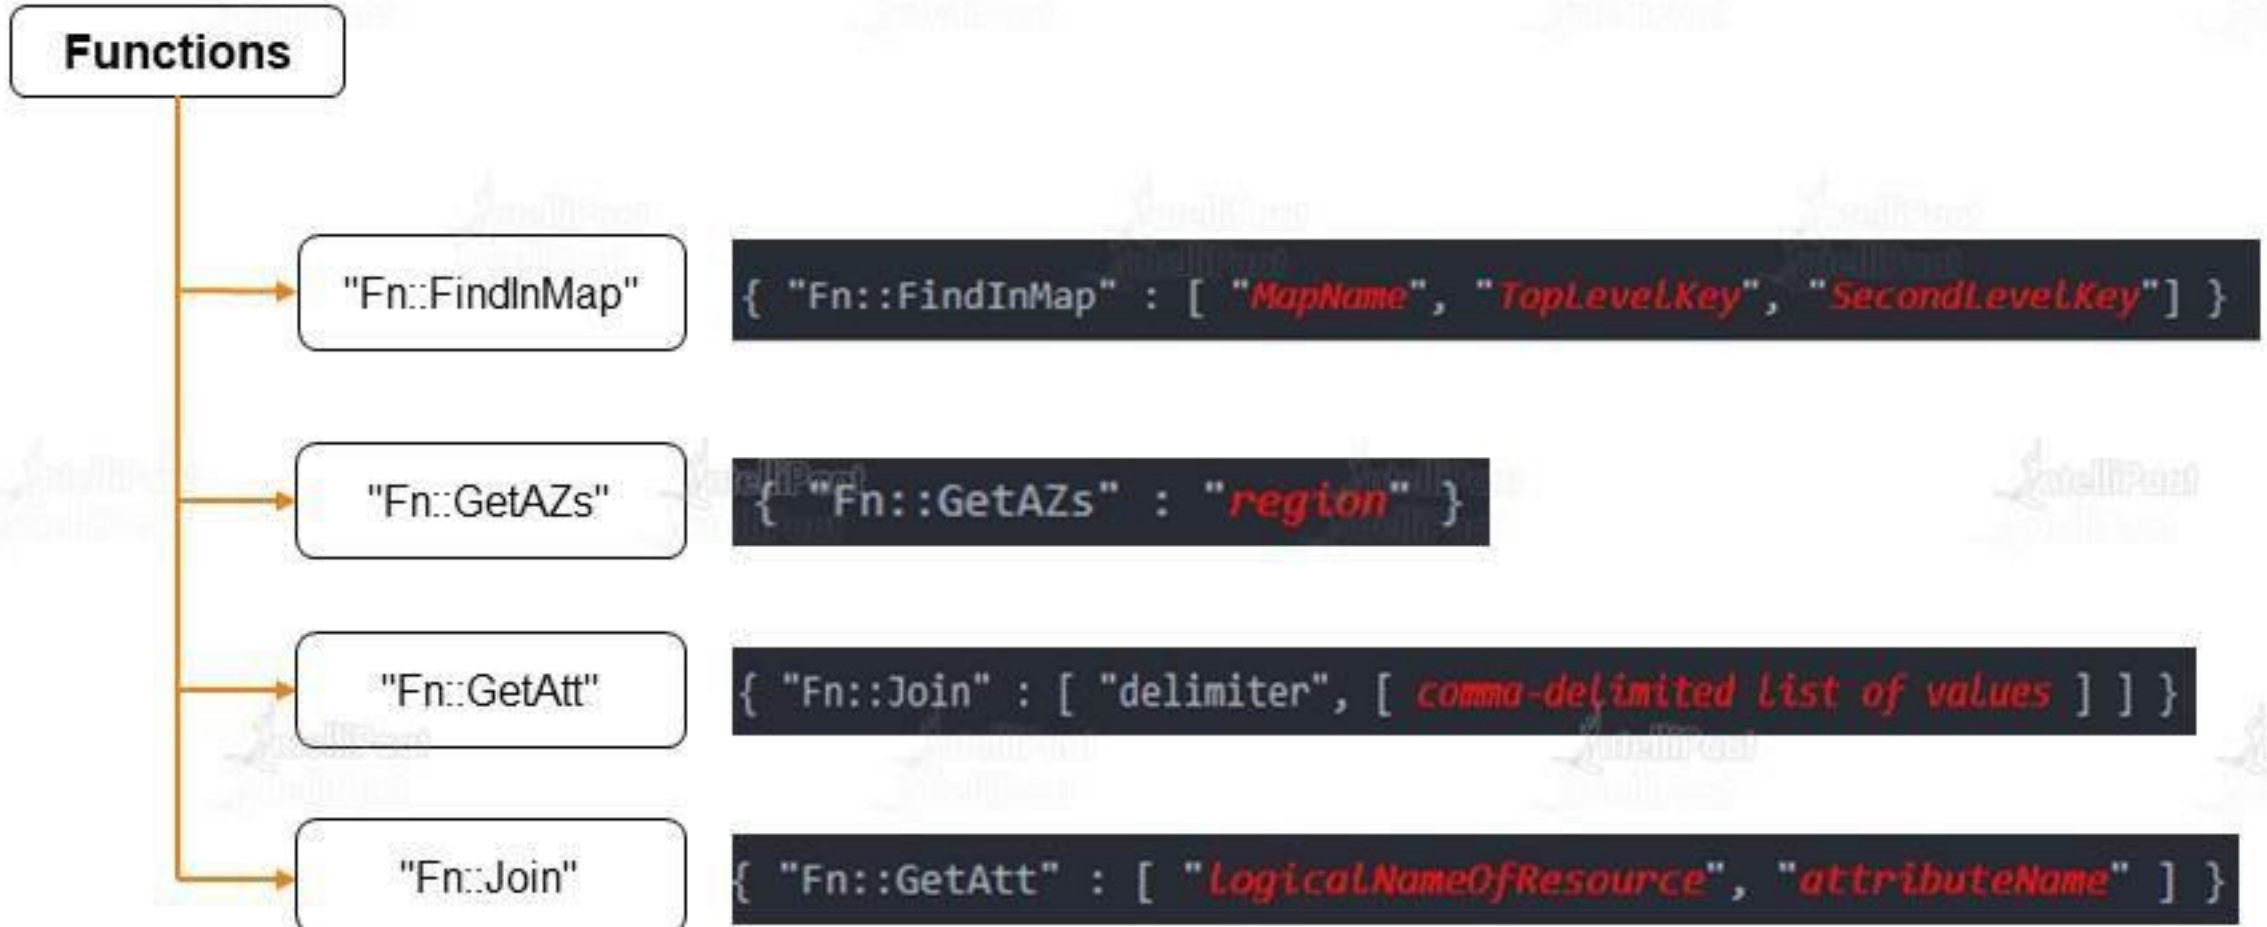 Functions
"Fn::FindInMap" { "Fn::FindInMap" : [ "MapName", "TopLevelKey", "SecondLevelKey"] }
"Fn::GetAZs" { "Fn::GetAZs" : "region" }
"Fn::GetAtt" { "Fn::Join" : [ "delimiter", [ comma-delimited list of values ] ] }
"Fn::Join" { "Fn::GetAtt" : [ "LogicalNameOfResource", "attributeName" ] }